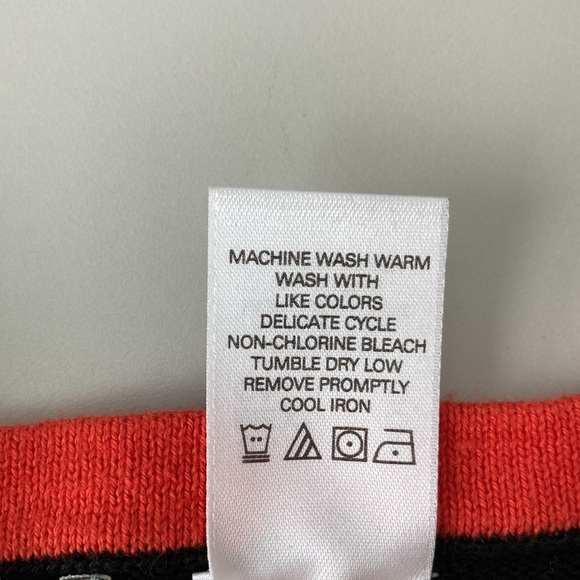 MACHINE WASH WARM
WASH WITH
LIKE COLORS
DELICATE CYCLE
NON-CHLORINE BLEACH
TUMBLE DRY LOW
REMOVE PROMPTLY
COOL IRON